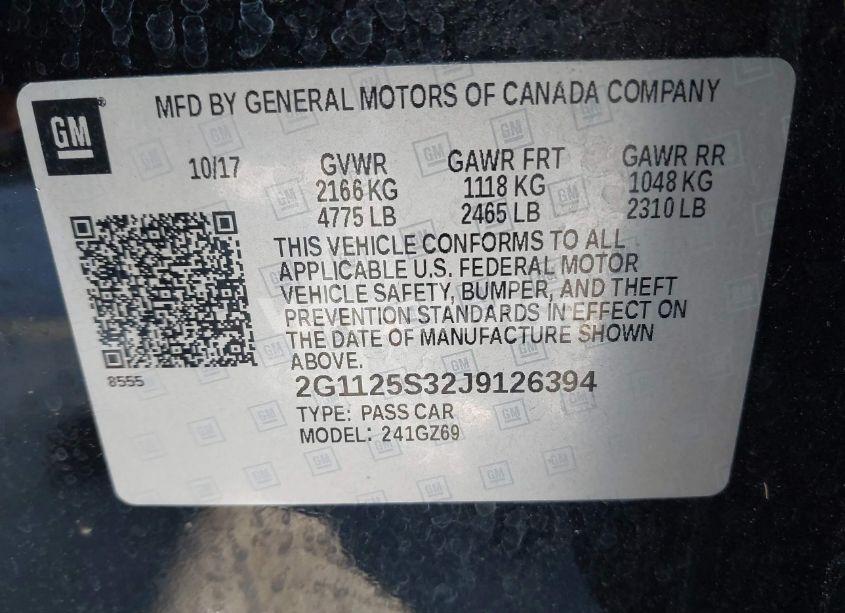 GM
MFD BY GENERAL MOTORS OF CANADA COMPANY
10/17 GVWR GAWR FRT GAWR RR
2166 KG 1118 KG 1048 KG
4775 LB 2465 LB 2310 LB
THIS VEHICLE CONFORMS TO ALL
APPLICABLE U.S. FEDERAL MOTOR
VEHICLE SAFETY, BUMPER, AND THEFT
PREVENTION STANDARDS IN EFFECT ON
THE DATE OF MANUFACTURE SHOWN
ABOVE.
8555
2G1125S32J9126394
TYPE: PASS CAR
MODEL: 241GZ69